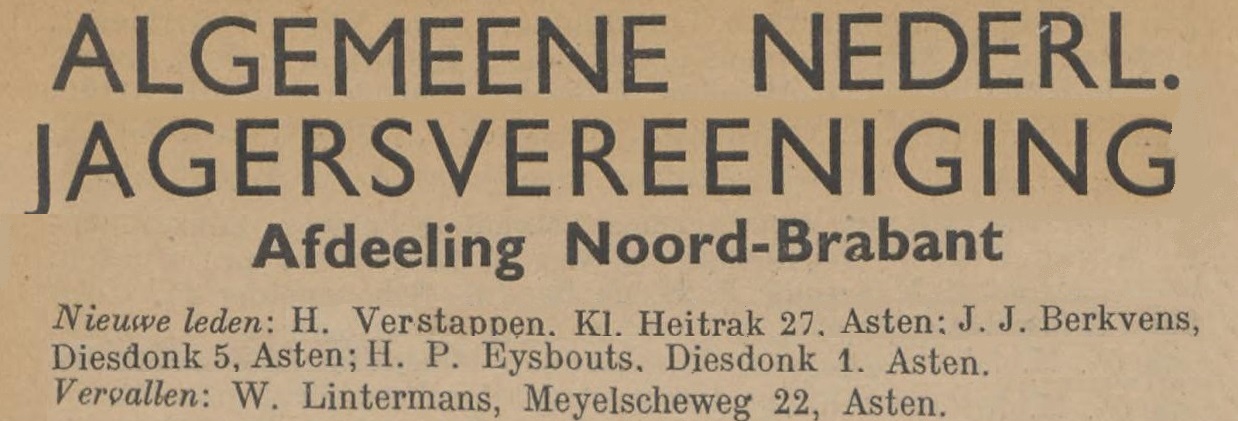 ALGEMEENE NEDERL.
JAGERSVEREENIGING
Afdeeling Noord-Brabant
Nieuwe leden: H. Verstappen. Kl. Heitrak 27. Asten; J. J. Berkvens,
Diesdonk 5, Asten; H. P. Eysbouts. Diesdonk 1. Asten.
Vervallen: W. Lintermans, Meyelscheweg 22, Asten.